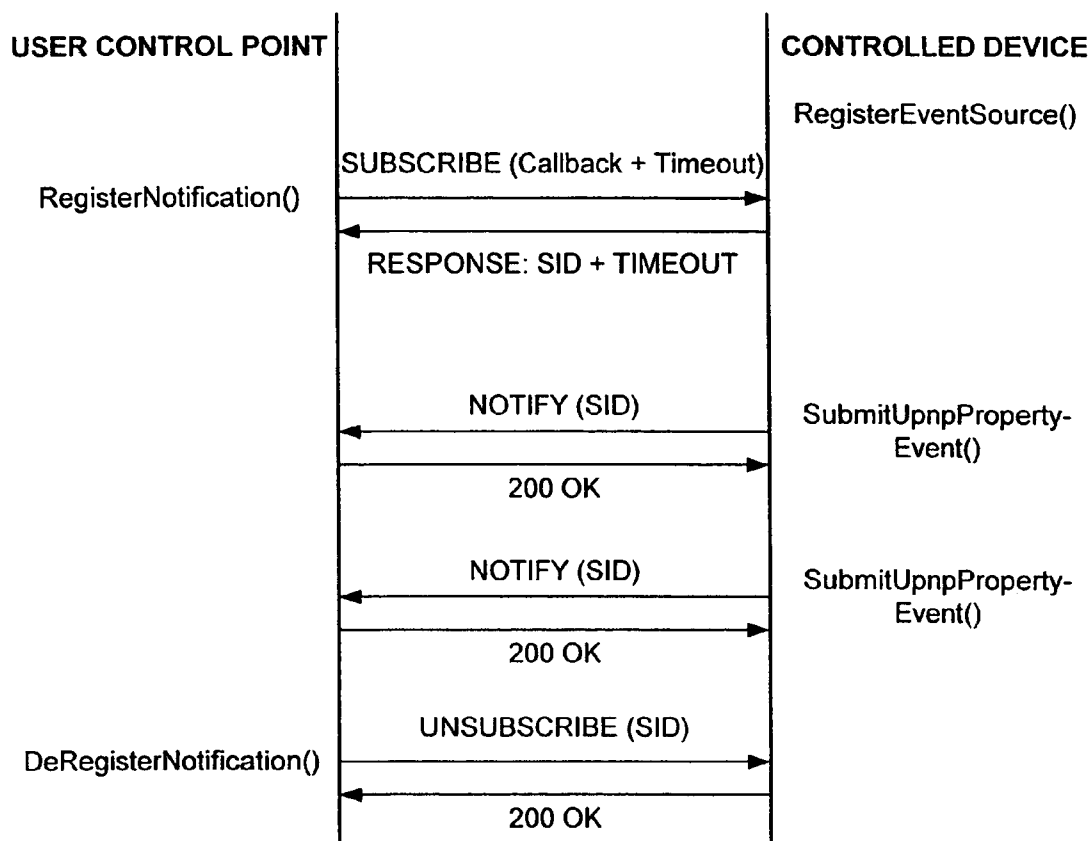 USER CONTROL POINT
CONTROLLED DEVICE
RegisterEventSource()
SUBSCRIBE (Callback + Timeout)
RegisterNotification()
RESPONSE: SID + TIMEOUT
NOTIFY (SID)
SubmitUpnpProperty-
Event()
200 OK
NOTIFY (SID)
SubmitUpnpProperty-
Event()
200 OK
UNSUBSCRIBE (SID)
DeRegisterNotification()
200 OK